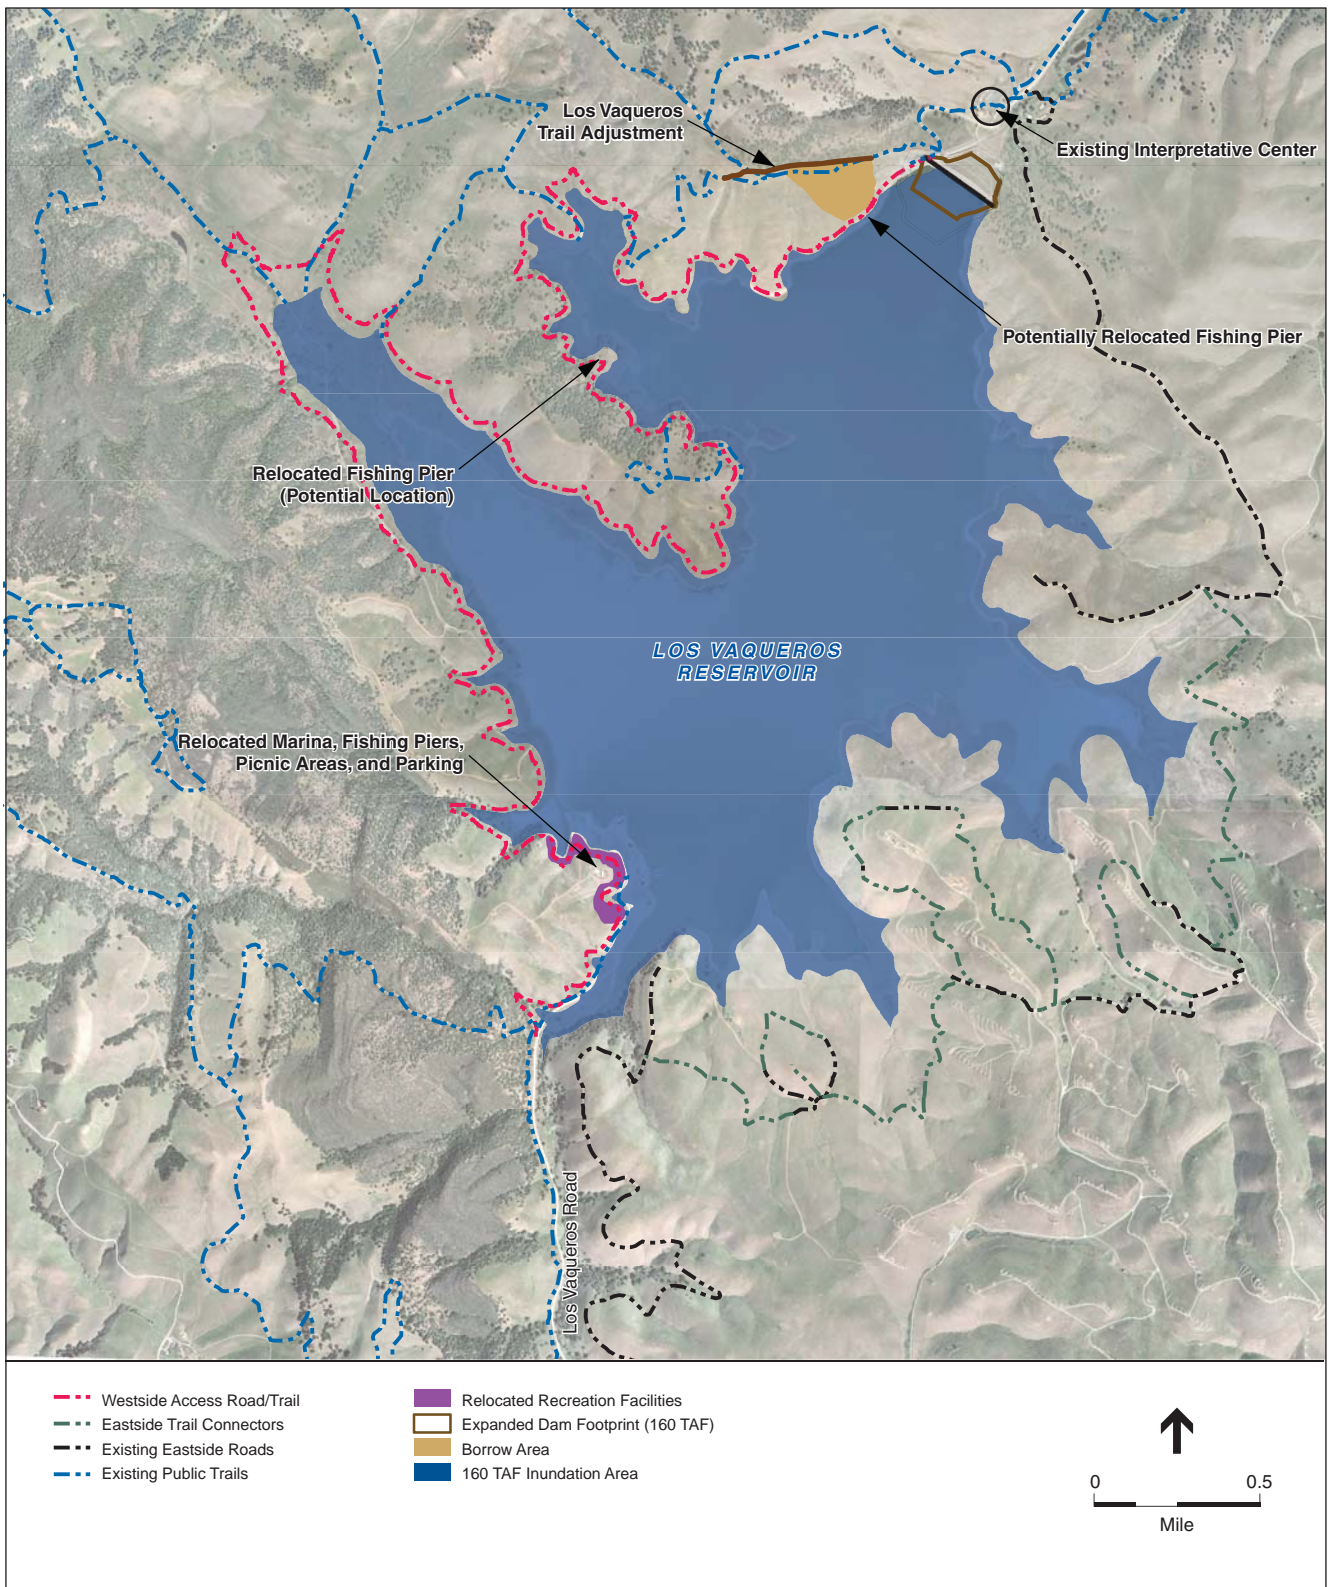 Los Vaqueros
Trail Adjustment
Existing Interpretative Center
Potentially Relocated Fishing Pier
Relocated Fishing Pier
(Potential Location)
LOS VAQUEROS
RESERVOIR
Relocated Marina, Fishing Piers,
Picnic Areas, and Parking
Los Vaqueros Road
Westside Access Road/Trail
Eastside Trail Connectors
Existing Eastside Roads
Existing Public Trails
Relocated Recreation Facilities
Expanded Dam Footprint (160 TAF)
Borrow Area
160 TAF Inundation Area
0 0.5
Mile